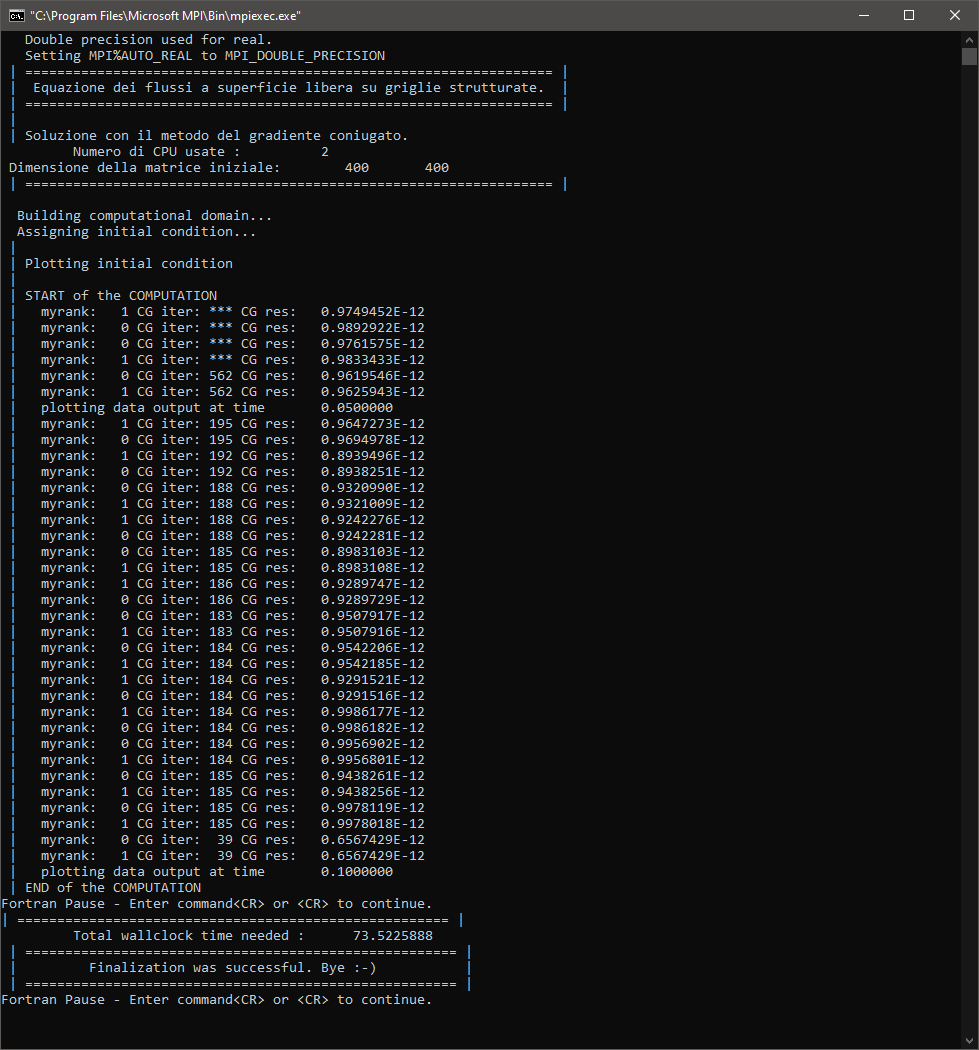 "C:\Program Files\Microsoft MPI\Bin\mpiexec.exe"
Double precision used for real.
Setting MPI%AUTO_REAL to MPI_DOUBLE_PRECISION
| ================================================================== |
| Equazione dei flussi a superficie libera su griglie strutturate. |
| ================================================================== |
|
| Soluzione con il metodo del gradiente coniugato.
Numero di CPU usate : 2
Dimensione della matrice iniziale: 400 400
| ================================================================== |
Building computational domain...
Assigning initial condition...
|
| Plotting initial condition
|
| START of the COMPUTATION
| myrank: 1 CG iter: *** CG res: 0.9749452E-12
| myrank: 0 CG iter: *** CG res: 0.9892922E-12
| myrank: 0 CG iter: *** CG res: 0.9761575E-12
| myrank: 1 CG iter: *** CG res: 0.9833433E-12
| myrank: 0 CG iter: 562 CG res: 0.9619546E-12
| myrank: 1 CG iter: 562 CG res: 0.9625943E-12
| plotting data output at time 0.0500000
| myrank: 1 CG iter: 195 CG res: 0.9647273E-12
| myrank: 0 CG iter: 195 CG res: 0.9694978E-12
| myrank: 1 CG iter: 192 CG res: 0.8939496E-12
| myrank: 0 CG iter: 192 CG res: 0.8938251E-12
| myrank: 0 CG iter: 188 CG res: 0.9320990E-12
| myrank: 1 CG iter: 188 CG res: 0.9321009E-12
| myrank: 1 CG iter: 188 CG res: 0.9242276E-12
| myrank: 0 CG iter: 188 CG res: 0.9242281E-12
| myrank: 0 CG iter: 185 CG res: 0.8983103E-12
| myrank: 1 CG iter: 185 CG res: 0.8983108E-12
| myrank: 1 CG iter: 186 CG res: 0.9289747E-12
| myrank: 0 CG iter: 186 CG res: 0.9289729E-12
| myrank: 0 CG iter: 183 CG res: 0.9507917E-12
| myrank: 1 CG iter: 183 CG res: 0.9507916E-12
| myrank: 0 CG iter: 184 CG res: 0.9542206E-12
| myrank: 1 CG iter: 184 CG res: 0.9542185E-12
| myrank: 1 CG iter: 184 CG res: 0.9291521E-12
| myrank: 0 CG iter: 184 CG res: 0.9291516E-12
| myrank: 1 CG iter: 184 CG res: 0.9986177E-12
| myrank: 0 CG iter: 184 CG res: 0.9986182E-12
| myrank: 0 CG iter: 184 CG res: 0.9956902E-12
| myrank: 1 CG iter: 184 CG res: 0.9956801E-12
| myrank: 0 CG iter: 185 CG res: 0.9438261E-12
| myrank: 1 CG iter: 185 CG res: 0.9438256E-12
| myrank: 0 CG iter: 185 CG res: 0.9978119E-12
| myrank: 1 CG iter: 185 CG res: 0.9978018E-12
| myrank: 0 CG iter: 39 CG res: 0.6567429E-12
| myrank: 1 CG iter: 39 CG res: 0.6567429E-12
| plotting data output at time 0.1000000
| END of the COMPUTATION
Fortran Pause - Enter command<CR> or <CR> to continue.
| ====================================================== |
Total wallclock time needed : 73.5225888
| ====================================================== |
| Finalization was successful. Bye :-) |
| ====================================================== |
Fortran Pause - Enter command<CR> or <CR> to continue.